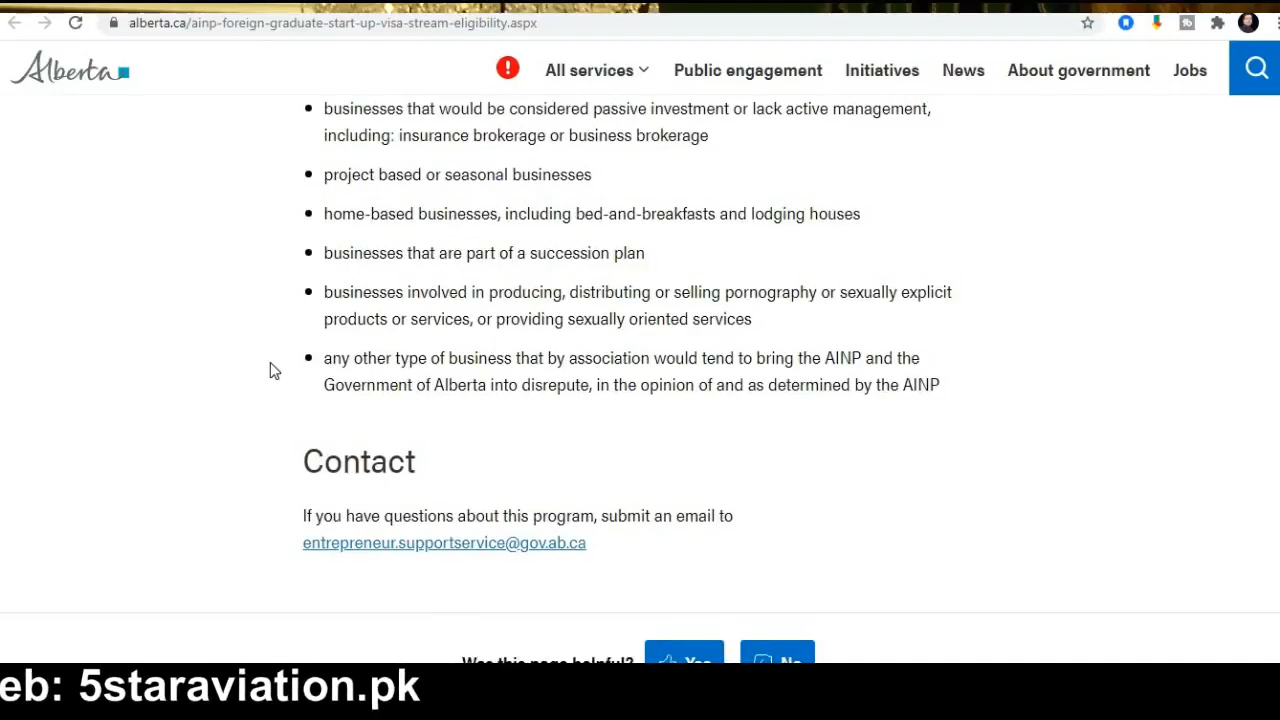 alberta.ca/ainp-foreign-graduate-start-up-visa-stream-eligibility.aspx
Alberta
All services
Public engagement
Initiatives
News
About government
Jobs
businesses that would be considered passive investment or lack active management,
including: insurance brokerage or business brokerage
project based or seasonal businesses
home-based businesses, including bed-and-breakfasts and lodging houses
businesses that are part of a succession plan
businesses involved in producing, distributing or selling pornography or sexually explicit
products or services, or providing sexually oriented services
any other type of business that by association would tend to bring the AINP and the
Government of Alberta into disrepute, in the opinion of and as determined by the AINP
Contact
If you have questions about this program, submit an email to
entrepreneur.supportservice@gov.ab.ca
Was this page helpful?
Yes
No
eb: 5staraviation.pk